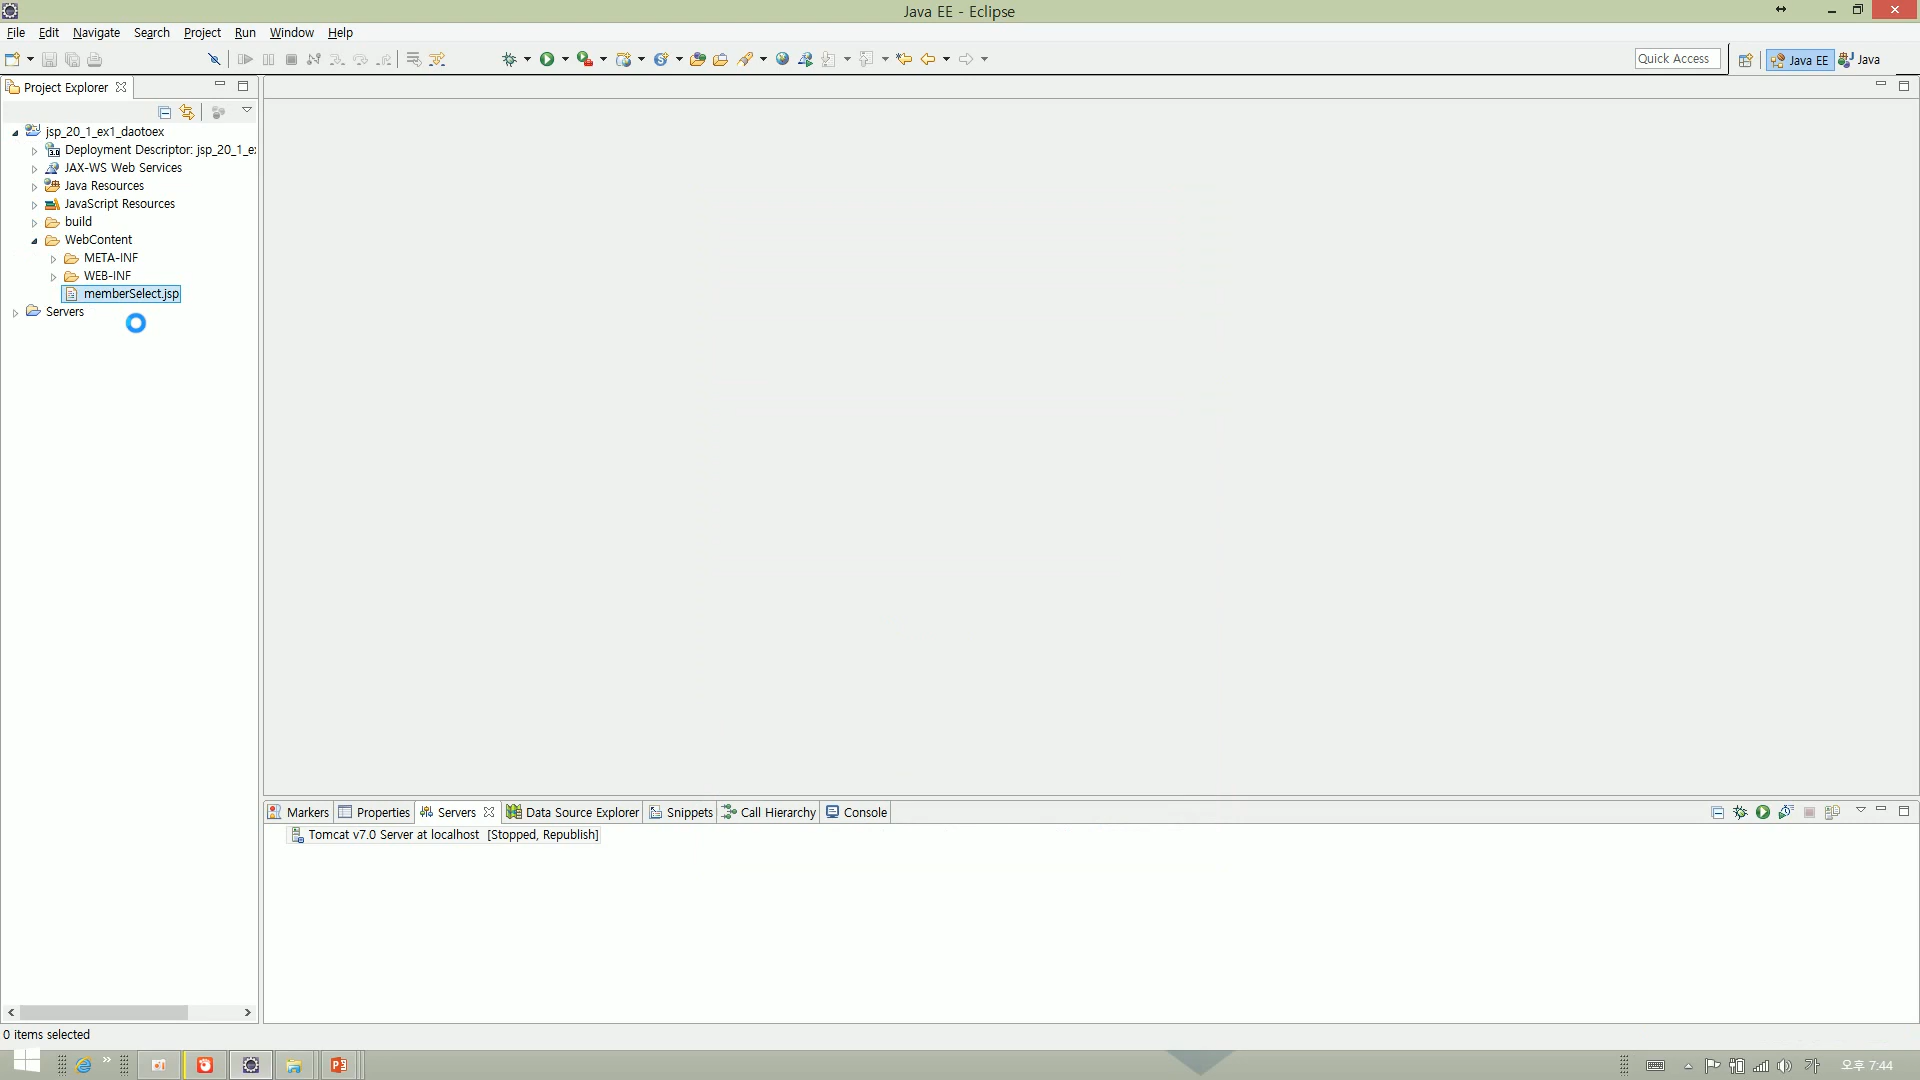 Java EE - Eclipse
File Edit Navigate Search Project Run Window Help
Quick Access
Java EE
Java
Project Explorer
jsp_20_1_ex1_daotoex
Deployment Descriptor: jsp_20_1_e
JAX-WS Web Services
Java Resources
JavaScript Resources
build
WebContent
META-INF
WEB-INF
memberSelect.jsp
Servers
Markers Properties Servers Data Source Explorer Snippets Call Hierarchy Console
Tomcat v7.0 Server at localhost [Stopped, Republish]
0 items selected
가 오후 7:44